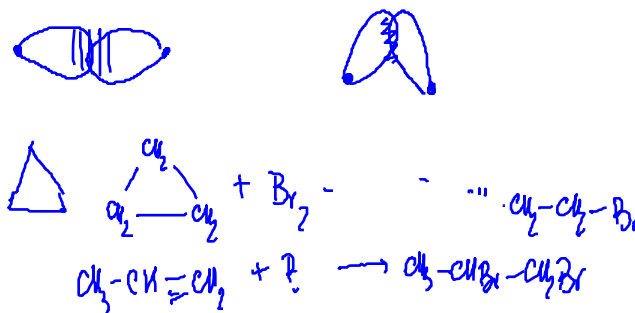 CH2
CH2 CH2 + Br2 - - ... CH2-CH2-Br
CH3-CH=CH2 + ? → CH3-CHBr-CH2Br